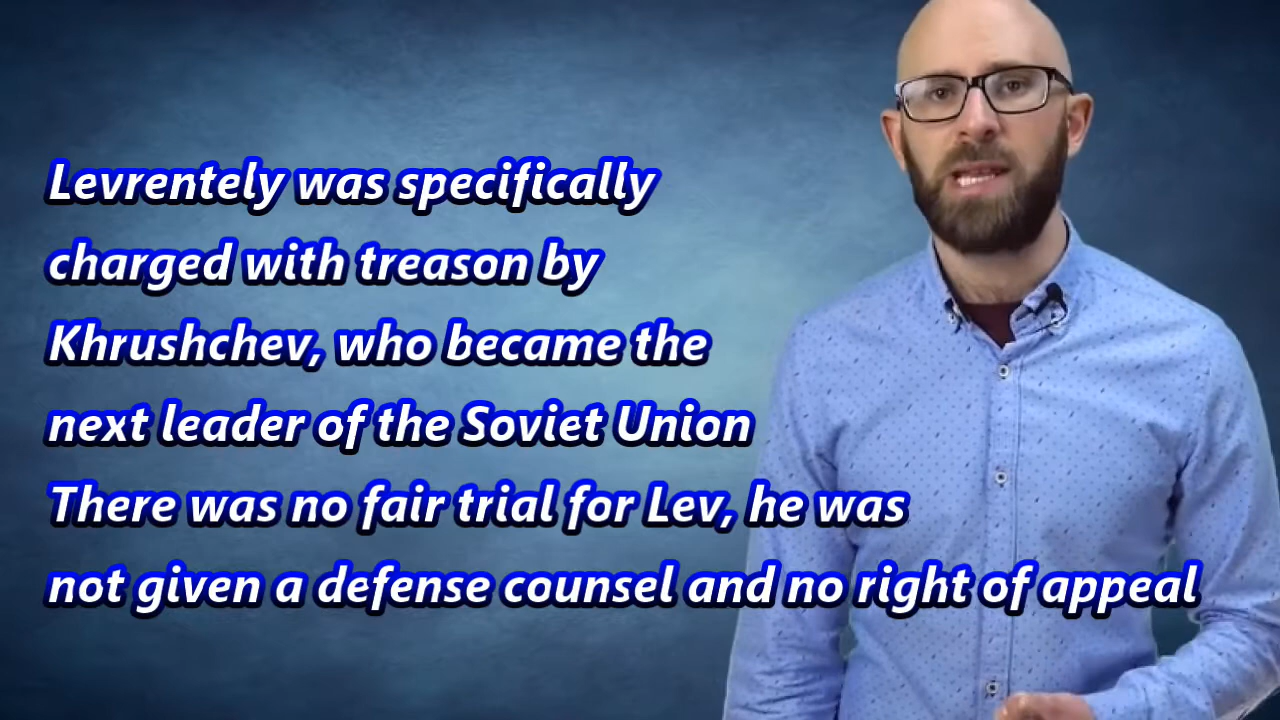 Levrentely was specifically
charged with treason by
Khrushchev, who became the
next leader of the Soviet Union
There was no fair trial for Lev, he was
not given a defense counsel and no right of appeal